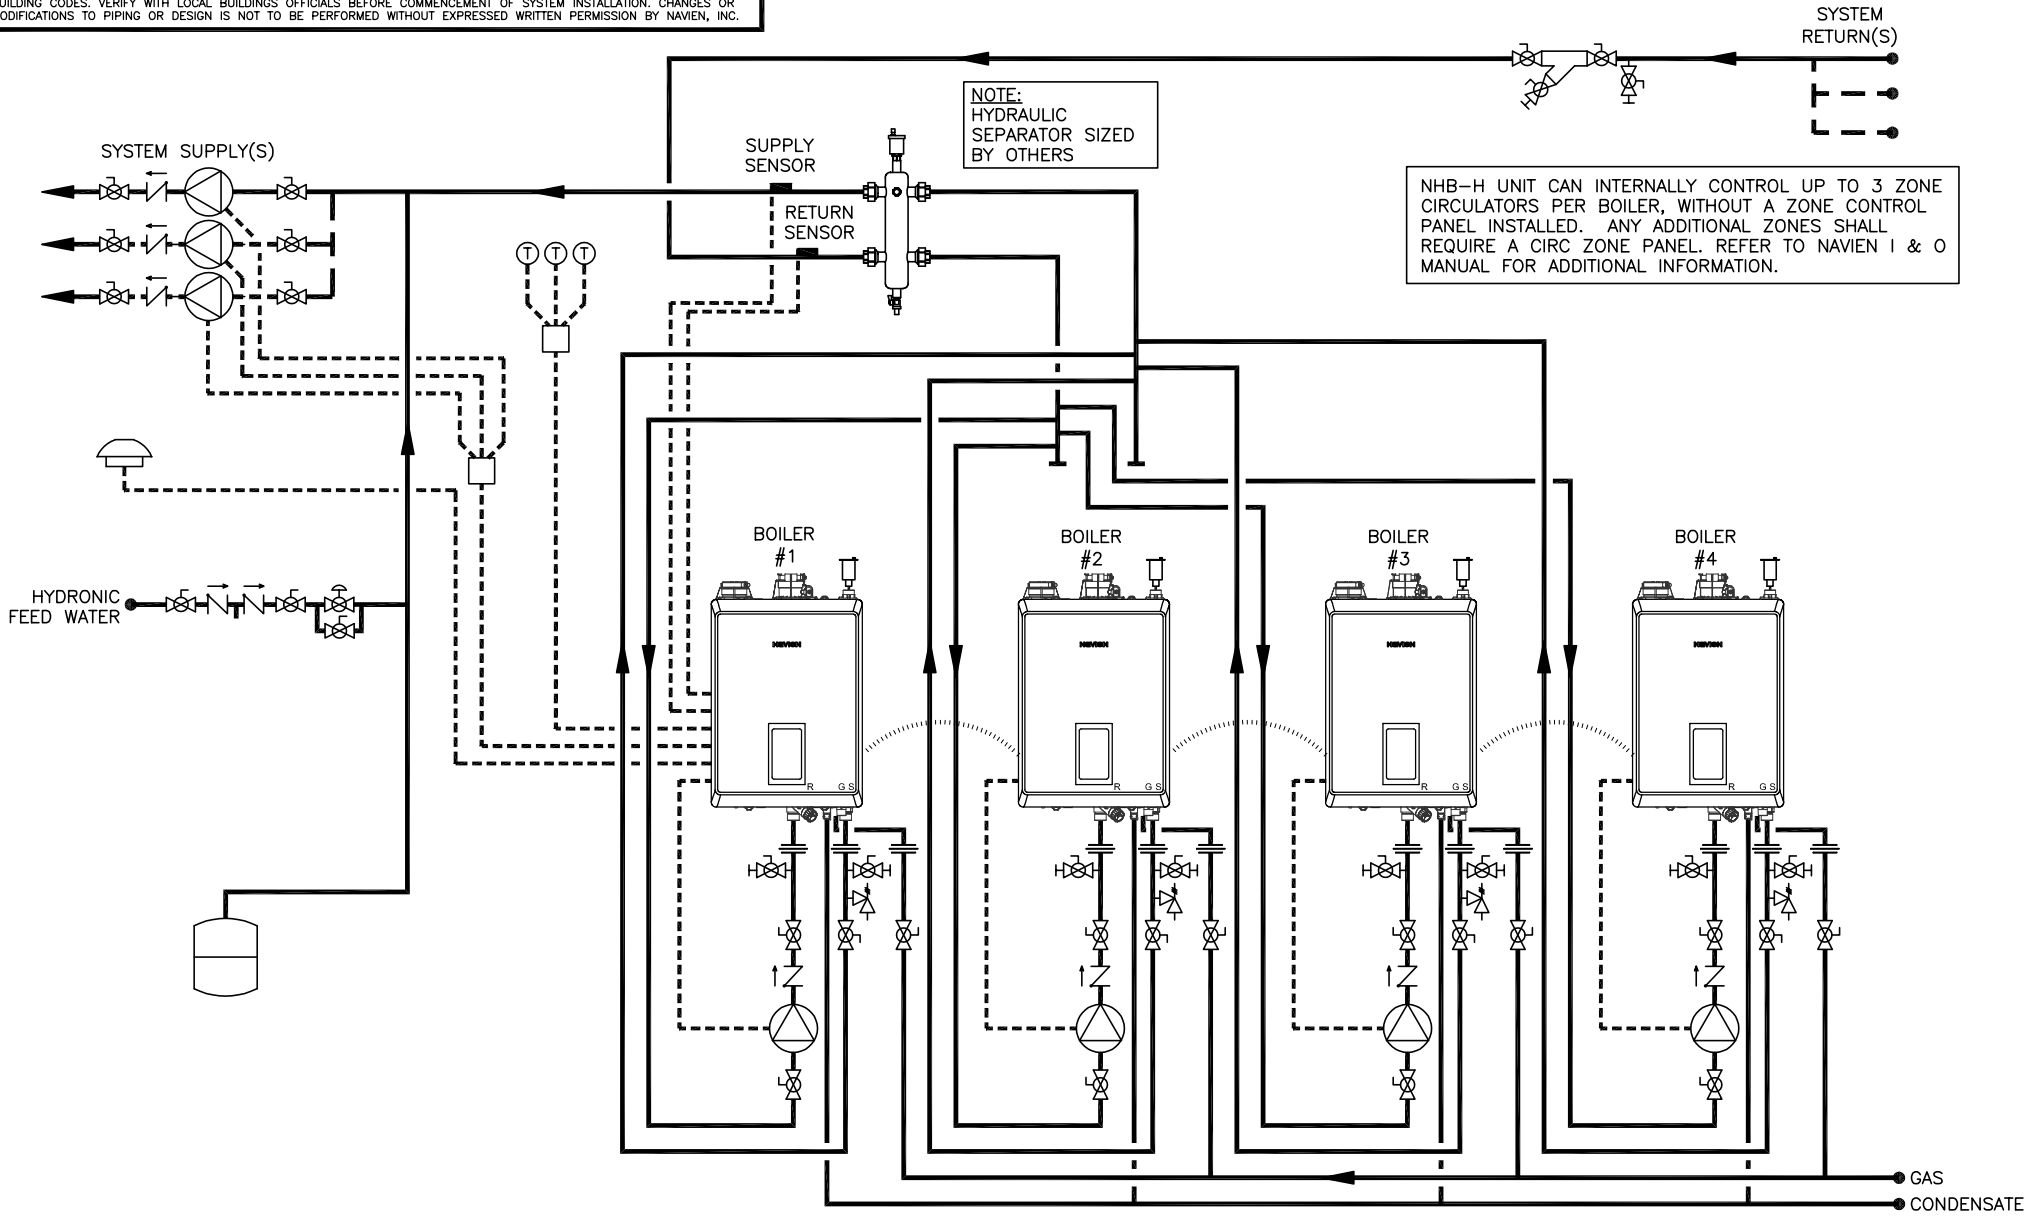 BUILDING CODES. VERIFY WITH LOCAL BUILDINGS OFFICIALS BEFORE COMMENCEMENT OF SYSTEM INSTALLATION. CHANGES OR
MODIFICATIONS TO PIPING OR DESIGN IS NOT TO BE PERFORMED WITHOUT EXPRESSED WRITTEN PERMISSION BY NAVIEN, INC.
SYSTEM
RETURN(S)
NOTE:
HYDRAULIC
SEPARATOR SIZED
BY OTHERS
SYSTEM SUPPLY(S)
SUPPLY
SENSOR
RETURN
SENSOR
NHB-H UNIT CAN INTERNALLY CONTROL UP TO 3 ZONE
CIRCULATORS PER BOILER, WITHOUT A ZONE CONTROL
PANEL INSTALLED. ANY ADDITIONAL ZONES SHALL
REQUIRE A CIRC ZONE PANEL. REFER TO NAVIEN I & O
MANUAL FOR ADDITIONAL INFORMATION.
T T T
BOILER
#1
BOILER
#2
BOILER
#3
BOILER
#4
HYDRONIC
FEED WATER
NAVIEN
NAVIEN
NAVIEN
NAVIEN
R G S
R G S
R G S
R G S
GAS
CONDENSATE